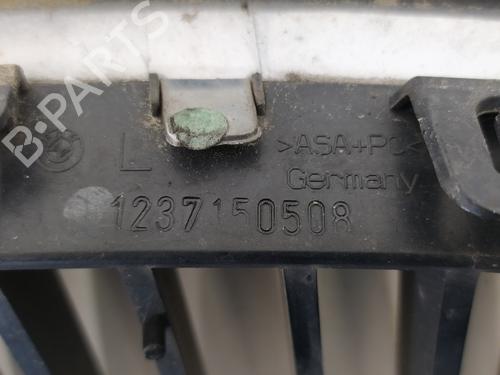 B-Parts
L >ASA+PC<
Germany
1237150508